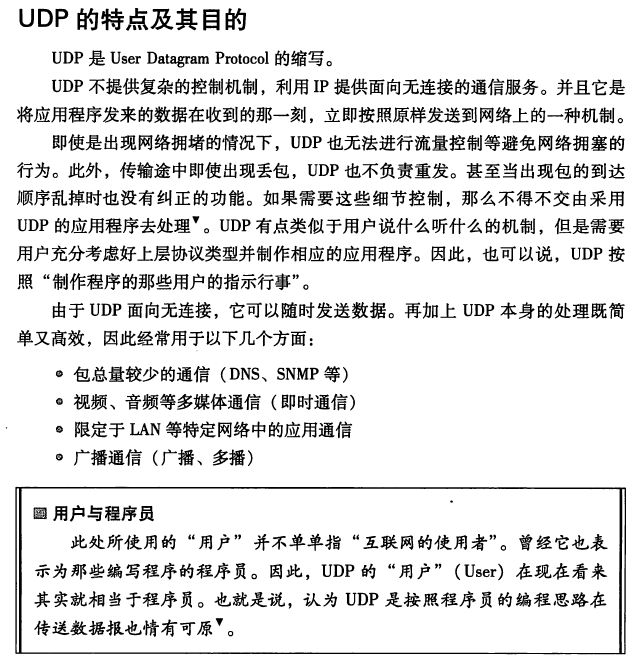 UDP 的特点及其目的
UDP 是 User Datagram Protocol 的缩写。
UDP 不提供复杂的控制机制，利用 IP 提供面向无连接的通信服务。并且它是
将应用程序发来的数据在收到的那一刻，立即按照原样发送到网络上的一种机制。
即使是出现网络拥堵的情况下，UDP 也无法进行流量控制等避免网络拥塞的
行为。此外，传输途中即使出现丢包，UDP 也不负责重发。甚至当出现包的到达
顺序乱掉时也没有纠正的功能。如果需要这些细节控制，那么不得不交由采用
UDP 的应用程序去处理▼。UDP 有点类似于用户说什么听什么的机制，但是需要
用户充分考虑好上层协议类型并制作相应的应用程序。因此，也可以说，UDP 按
照“制作程序的那些用户的指示行事”。
由于 UDP 面向无连接，它可以随时发送数据。再加上 UDP 本身的处理既简
单又高效，因此经常用于以下几个方面：
● 包总量较少的通信（DNS、SNMP 等）
● 视频、音频等多媒体通信（即时通信）
● 限定于 LAN 等特定网络中的应用通信
● 广播通信（广播、多播）
■ 用户与程序员
此处所使用的“用户”并不单单指“互联网的使用者”。曾经它也表
示为那些编写程序的程序员。因此，UDP 的“用户”（User）在现在看来
其实就相当于程序员。也就是说，认为 UDP 是按照程序员的编程思路在
传送数据报也情有可原▼。